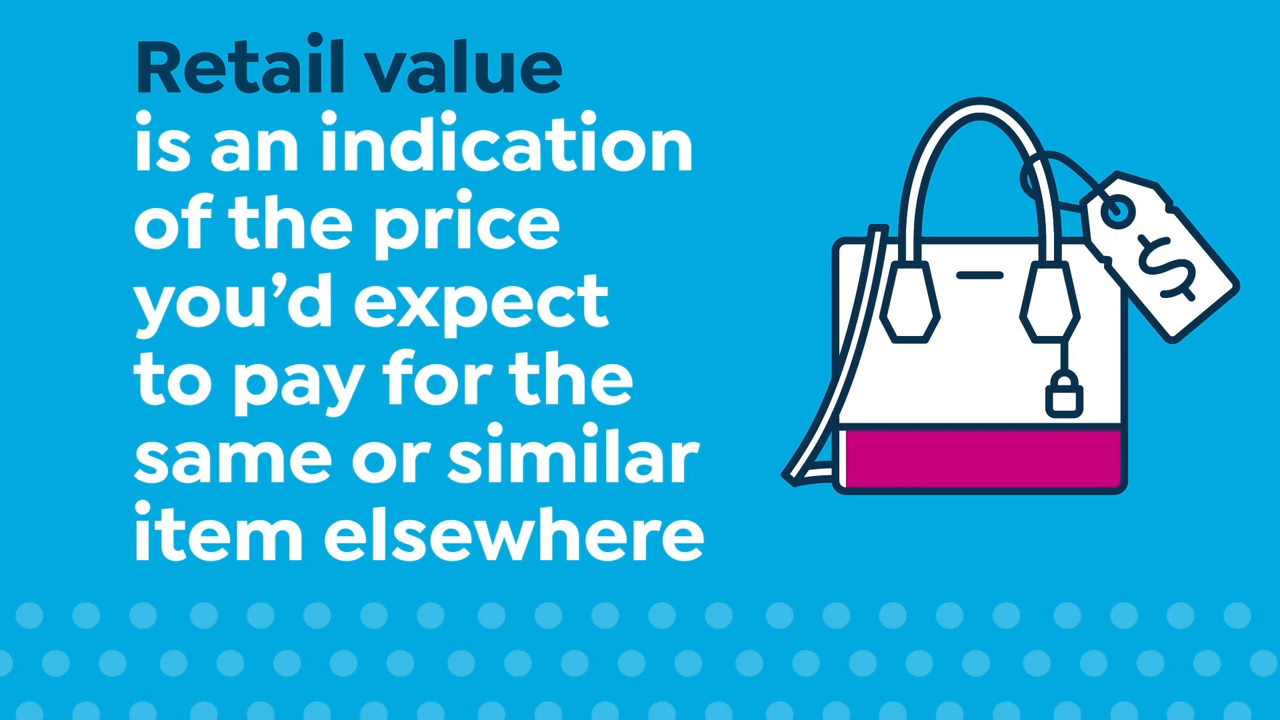 Retail value
is an indication
of the price
you’d expect
to pay for the
same or similar
item elsewhere
$